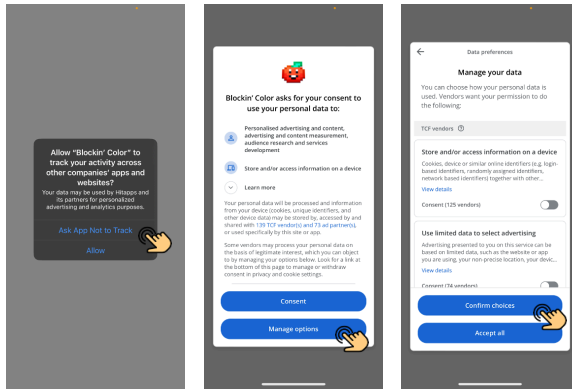 Allow "Blockin' Color" to
track your activity across
other companies' apps and
websites?
Your data may be used by Hitapps and
its partners for personalized
advertising and analytics purposes.
Ask App Not to Track
Allow
Blockin' Color asks for your consent to
use your personal data to:
Personalised advertising and content,
advertising and content measurement,
audience research and services
development
Store and/or access information on a device
Learn more
Your personal data will be processed and information
from your device (cookies, unique identifiers, and
other device data) may be stored by, accessed by and
shared with 139 TCF vendor(s) and 73 ad partner(s),
or used specifically by this site or app.
Some vendors may process your personal data on
the basis of legitimate interest, which you can object
to by managing your options below. Look for a link at
the bottom of this page to manage or withdraw
consent in privacy and cookie settings.
Consent
Manage options
Data preferences
Manage your data
You can choose how your personal data is
used. Vendors want your permission to do
the following:
TCF vendors
Store and/or access information on a device
Cookies, device or similar online identifiers (e.g. login-
based identifiers, randomly assigned identifiers,
network based identifiers) together with other...
View details
Consent (125 vendors)
Use limited data to select advertising
Advertising presented to you on this service can be
based on limited data, such as the website or app
you are using, your non-precise location, your devic...
View details
Consent (74 vendors)
Confirm choices
Accept all